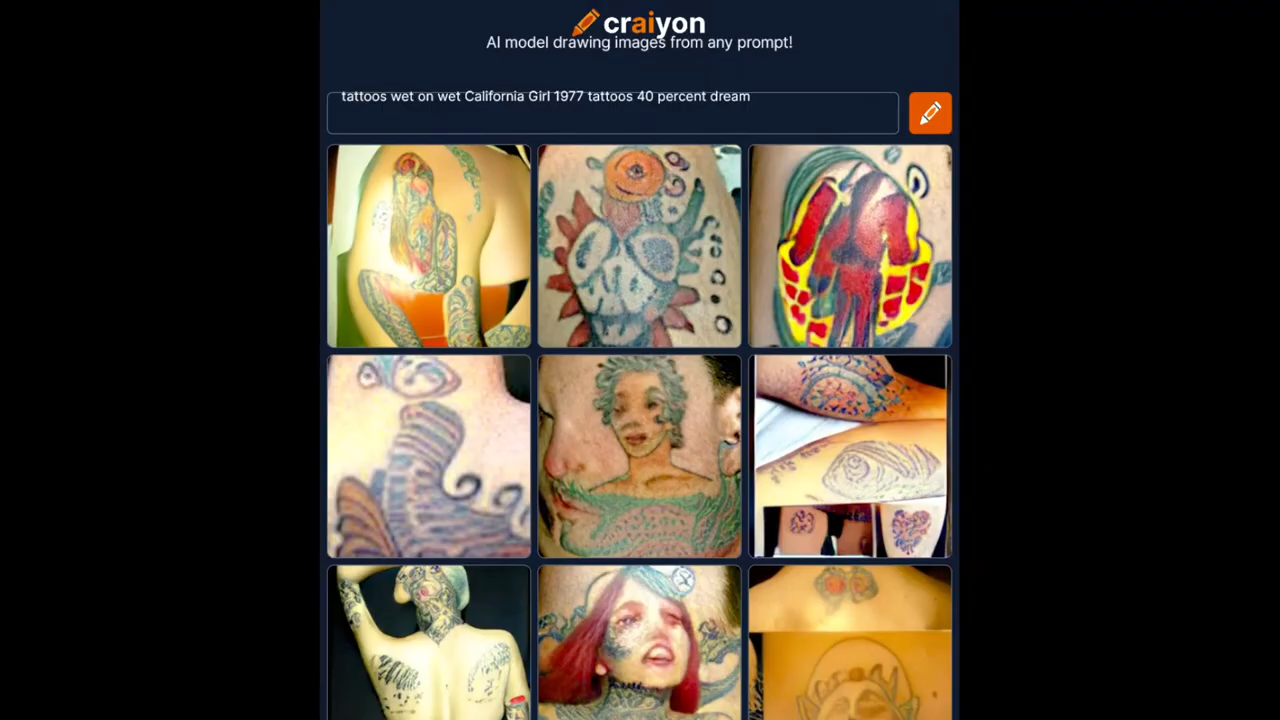 craiyon
AI model drawing images from any prompt!
tattoos wet on wet California Girl 1977 tattoos 40 percent dream